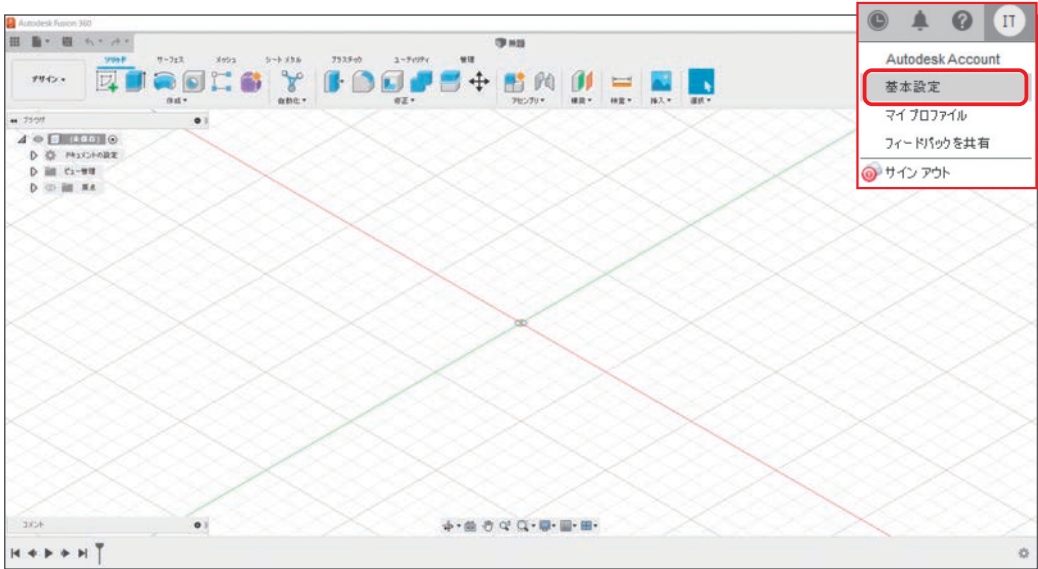 Autodesk Fusion 360
無題
IT
Autodesk Account
基本設定
マイ プロファイル
フィードバックを共有
サイン アウト
デザイン
ソリッド
サーフェス
メッシュ
シート メタル
プラスチック
ユーティリティ
管理
作成
自動化
修正
アセンブリ
構築
検査
挿入
選択
ブラウザ
(未保存)
ドキュメントの設定
ビュー管理
原点
コメント